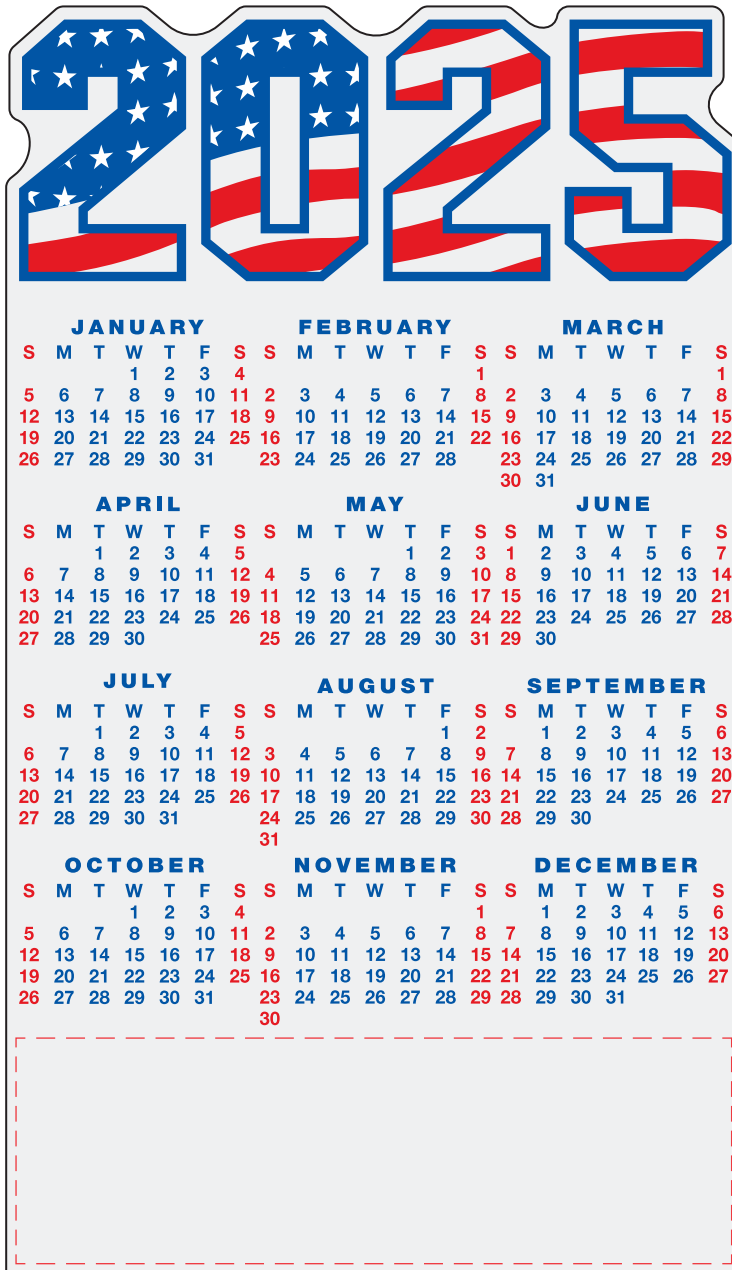 2025
JANUARY
S M T W T F S
1 2 3 4
5 6 7 8 9 10 11
12 13 14 15 16 17 18
19 20 21 22 23 24 25
26 27 28 29 30 31
FEBRUARY
S M T W T F S
1
2 3 4 5 6 7 8
9 10 11 12 13 14 15
16 17 18 19 20 21 22
23 24 25 26 27 28
MARCH
S M T W T F S
1
2 3 4 5 6 7 8
9 10 11 12 13 14 15
16 17 18 19 20 21 22
23 24 25 26 27 28 29
30 31
APRIL
S M T W T F S
1 2 3 4 5
6 7 8 9 10 11 12
13 14 15 16 17 18 19
20 21 22 23 24 25 26
27 28 29 30
MAY
S M T W T F S
1 2 3
4 5 6 7 8 9 10
11 12 13 14 15 16 17
18 19 20 21 22 23 24
25 26 27 28 29 30 31
JUNE
S M T W T F S
1 2 3 4 5 6 7
8 9 10 11 12 13 14
15 16 17 18 19 20 21
22 23 24 25 26 27 28
29 30
JULY
S M T W T F S
1 2 3 4 5
6 7 8 9 10 11 12
13 14 15 16 17 18 19
20 21 22 23 24 25 26
27 28 29 30 31
AUGUST
S M T W T F S
1 2
3 4 5 6 7 8 9
10 11 12 13 14 15 16
17 18 19 20 21 22 23
24 25 26 27 28 29 30
31
SEPTEMBER
S M T W T F S
1 2 3 4 5 6
7 8 9 10 11 12 13
14 15 16 17 18 19 20
21 22 23 24 25 26 27
28 29 30
OCTOBER
S M T W T F S
1 2 3 4
5 6 7 8 9 10 11
12 13 14 15 16 17 18
19 20 21 22 23 24 25
26 27 28 29 30 31
NOVEMBER
S M T W T F S
1
2 3 4 5 6 7 8
9 10 11 12 13 14 15
16 17 18 19 20 21 22
23 24 25 26 27 28 29
30
DECEMBER
S M T W T F S
1 2 3 4 5 6
7 8 9 10 11 12 13
14 15 16 17 18 19 20
21 22 23 24 25 26 27
28 29 30 31